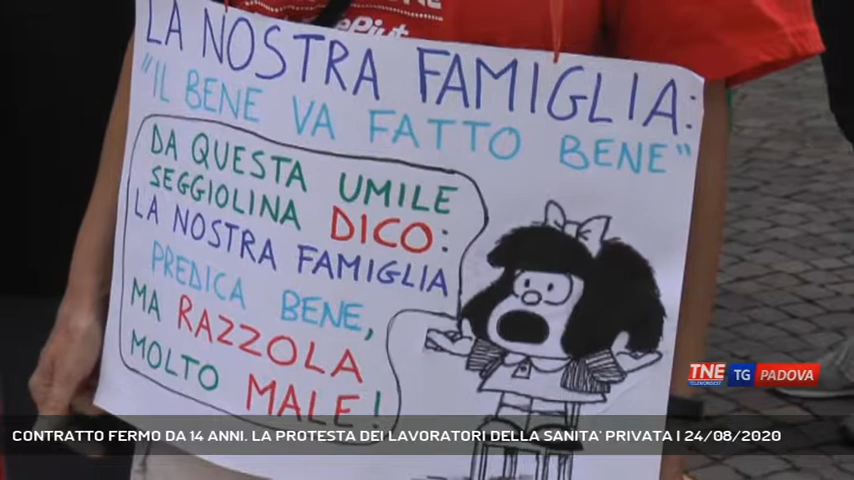 LA NOSTRA FAMIGLIA:
"IL BENE VA FATTO BENE"
DA QUESTA UMILE
SEGGIOLINA DICO:
LA NOSTRA FAMIGLIA
PREDICA BENE,
MA RAZZOLA
MOLTO MALE!
TNE
TELENORDEST
TG PADOVA
CONTRATTO FERMO DA 14 ANNI. LA PROTESTA DEI LAVORATORI DELLA SANITA' PRIVATA | 24/08/2020